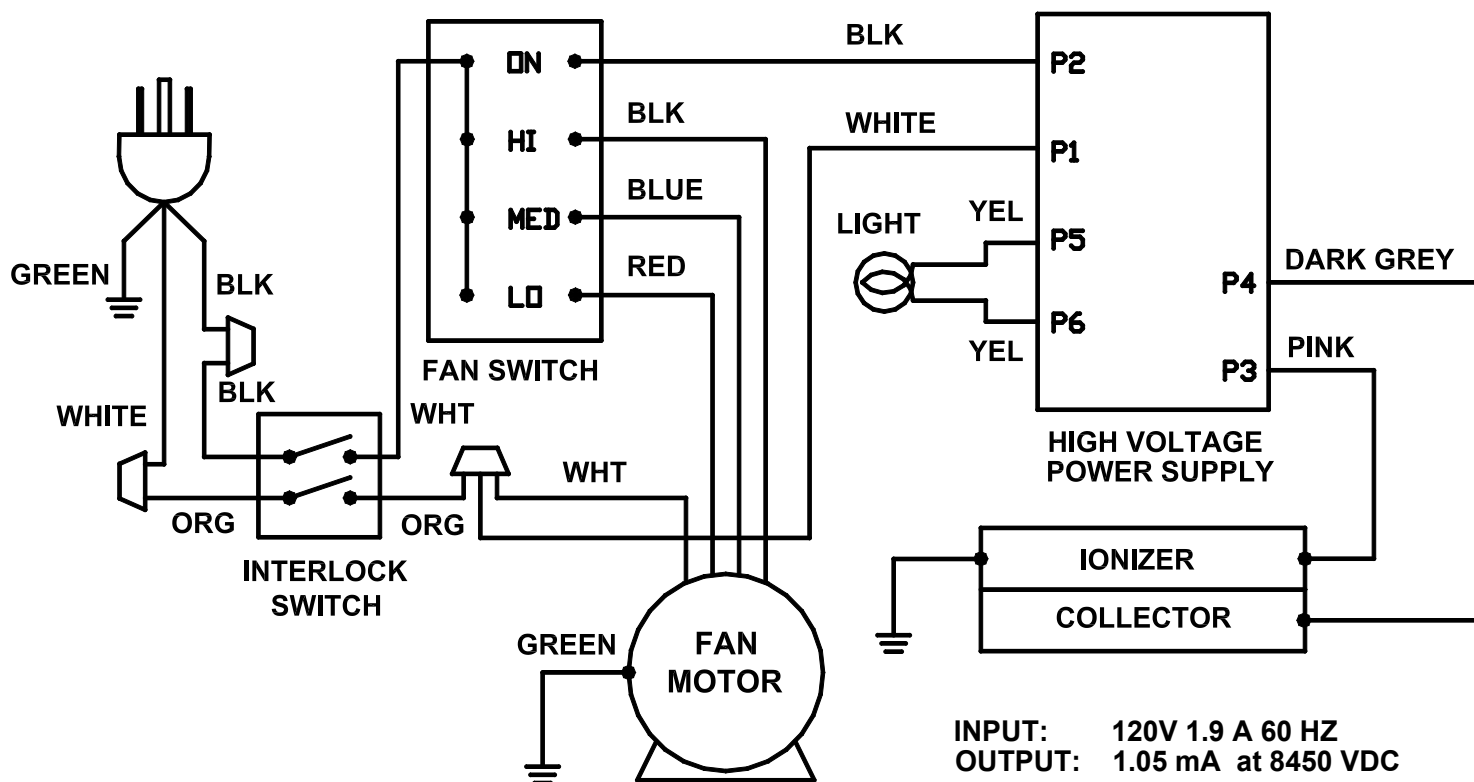 BLK
ON
P2
BLK
HI
WHITE
P1
BLUE
MED
LIGHT
YEL
P5
RED
LO
GREEN
BLK
DARK GREY
P4
P6
YEL
PINK
P3
FAN SWITCH
BLK
WHITE
WHT
HIGH VOLTAGE
POWER SUPPLY
WHT
ORG
ORG
INTERLOCK
SWITCH
IONIZER
COLLECTOR
GREEN
FAN
MOTOR
INPUT: 120V 1.9 A 60 HZ
OUTPUT: 1.05 mA at 8450 VDC